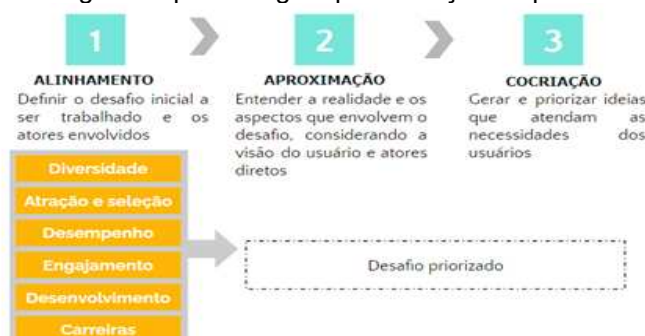 1
2
3
ALINHAMENTO
Definir o desafio inicial a
ser trabalhado e os
atores envolvidos
APROXIMAÇÃO
Entender a realidade e os
aspectos que envolvem o
desafio, considerando a
visão do usuário e atores
diretos
COCRIAÇÃO
Gerar e priorizar ideias
que atendam as
necessidades dos
usuários
Diversidade
Atração e seleção
Desempenho
Engajamento
Desenvolvimento
Carreiras
Desafio priorizado